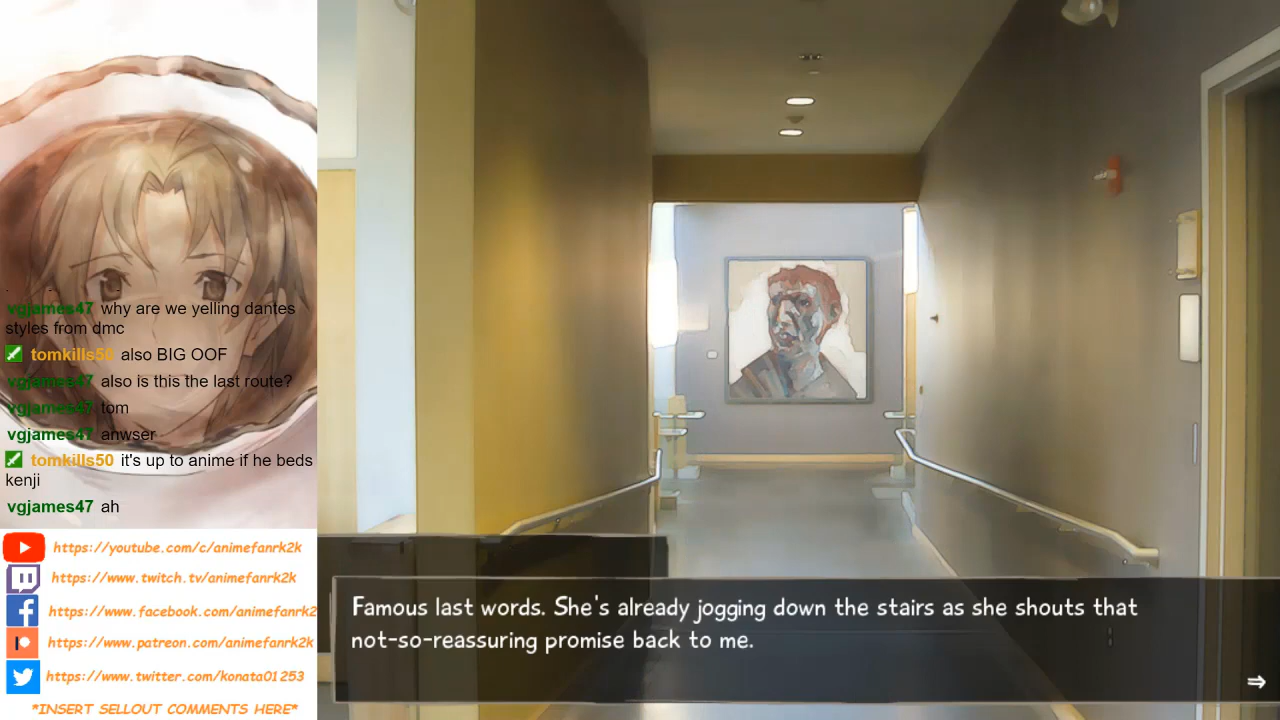 vgjames47 why are we yelling dantes
styles from dmc
tomkills50 also BIG OOF
vgjames47 also is this the last route?
vgjames47 tom
vgjames47 anwser
tomkills50 it's up to anime if he beds
kenji
vgjames47 ah
https://youtube.com/c/animefanrk2k
https://www.twitch.tv/animefanrk2k
https://www.facebook.com/animefanrk2
https://www.patreon.com/animefanrk2k
https://www.twitter.com/konata01253
*INSERT SELLOUT COMMENTS HERE*
Famous last words. She's already jogging down the stairs as she shouts that
not-so-reassuring promise back to me.